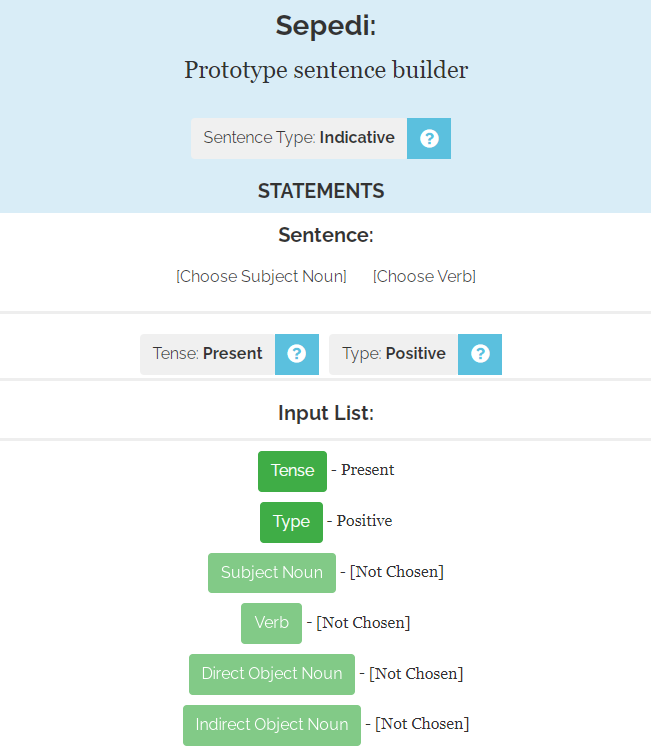 Sepedi:
Prototype sentence builder
Sentence Type: Indicative ?
STATEMENTS
Sentence:
[Choose Subject Noun] [Choose Verb]
Tense: Present ? Type: Positive ?
Input List:
Tense - Present
Type - Positive
Subject Noun - [Not Chosen]
Verb - [Not Chosen]
Direct Object Noun - [Not Chosen]
Indirect Object Noun - [Not Chosen]